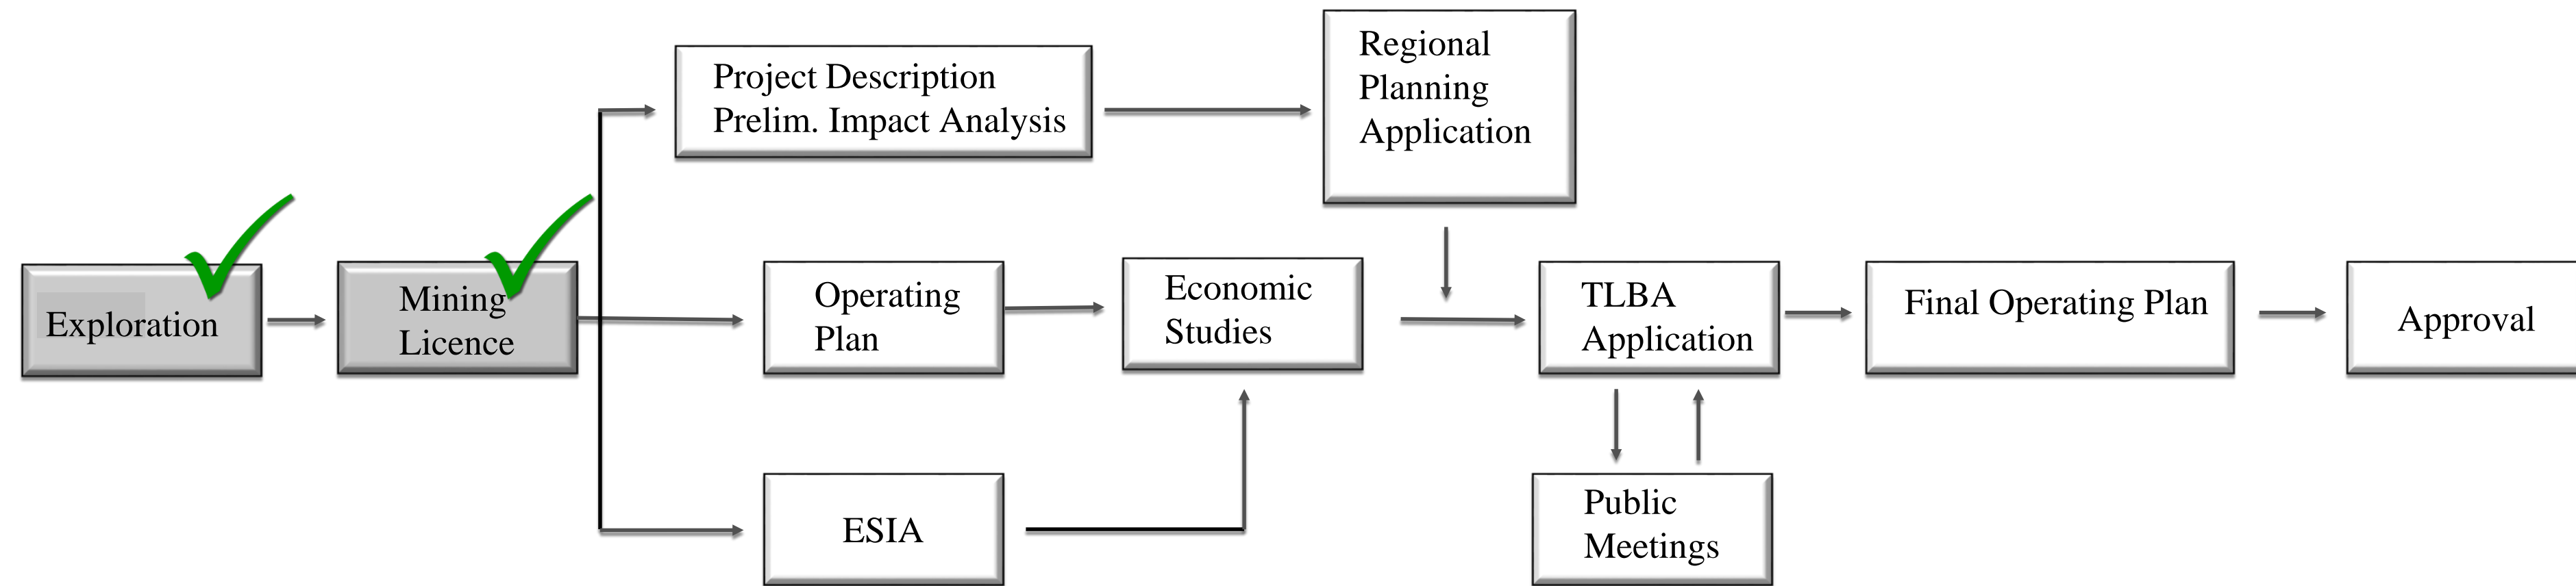 Project Description
Prelim. Impact Analysis
Regional
Planning
Application
Exploration
Mining
Licence
Operating
Plan
Economic
Studies
TLBA
Application
Final Operating Plan
Approval
ESIA
Public
Meetings